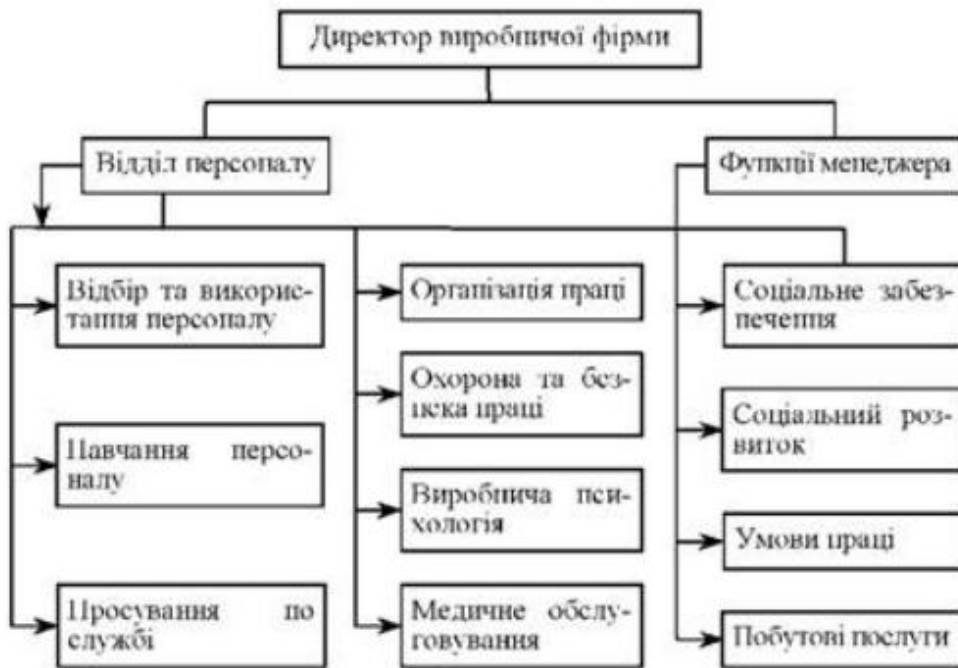 Директор виробничої фірми
Відділ персоналу
Функції менеджера
Відбір та викорис-
тання персоналу
Навчання персо-
налу
Просування по
службі
Організація праці
Охорона та без-
пека праці
Виробнича пси-
хологія
Медичне обслу-
говування
Соціальне забез-
печення
Соціальний роз-
виток
Умови праці
Побутові послуги